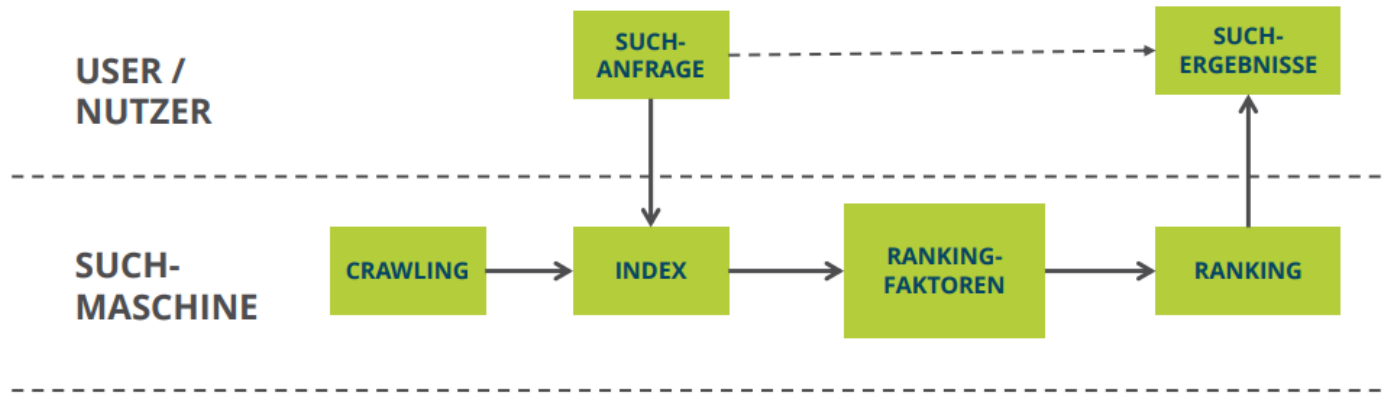 USER /
NUTZER
SUCH-
ANFRAGE
SUCH-
ERGEBNISSE
SUCH-
MASCHINE
CRAWLING
INDEX
RANKING-
FAKTOREN
RANKING